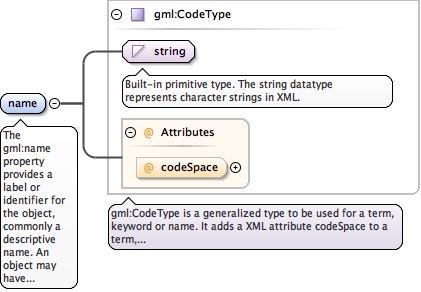 gml:CodeType
string
Built-in primitive type. The string datatype
represents character strings in XML.
name
The
gml:name
property
provides a
label or
identifier for
the object,
commonly a
descriptive
name. An
object may
have...
@ Attributes
@ codeSpace
gml:CodeType is a generalized type to be used for a term,
keyword or name. It adds a XML attribute codeSpace to a
term,...